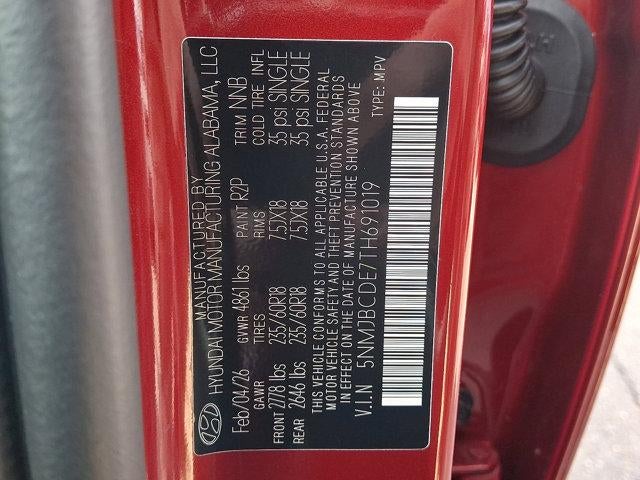 MANUFACTURED BY
HYUNDAI MOTOR MANUFACTURING ALABAMA, LLC
Feb/04/26 GVWR 4861 lbs PAINT R2P TRIM NNB
GAWR TIRES RIMS COLD TIRE INFL
FRONT 2778 lbs 235/60R18 7.5JX18 35 psi SINGLE
REAR 2646 lbs 235/60R18 7.5JX18 35 psi SINGLE
THIS VEHICLE CONFORMS TO ALL APPLICABLE U.S.A. FEDERAL
MOTOR VEHICLE SAFETY AND THEFT PREVENTION STANDARDS
IN EFFECT ON THE DATE OF MANUFACTURE SHOWN ABOVE
V.I.N 5NMJBCDE7TH691019 TYPE: MPV